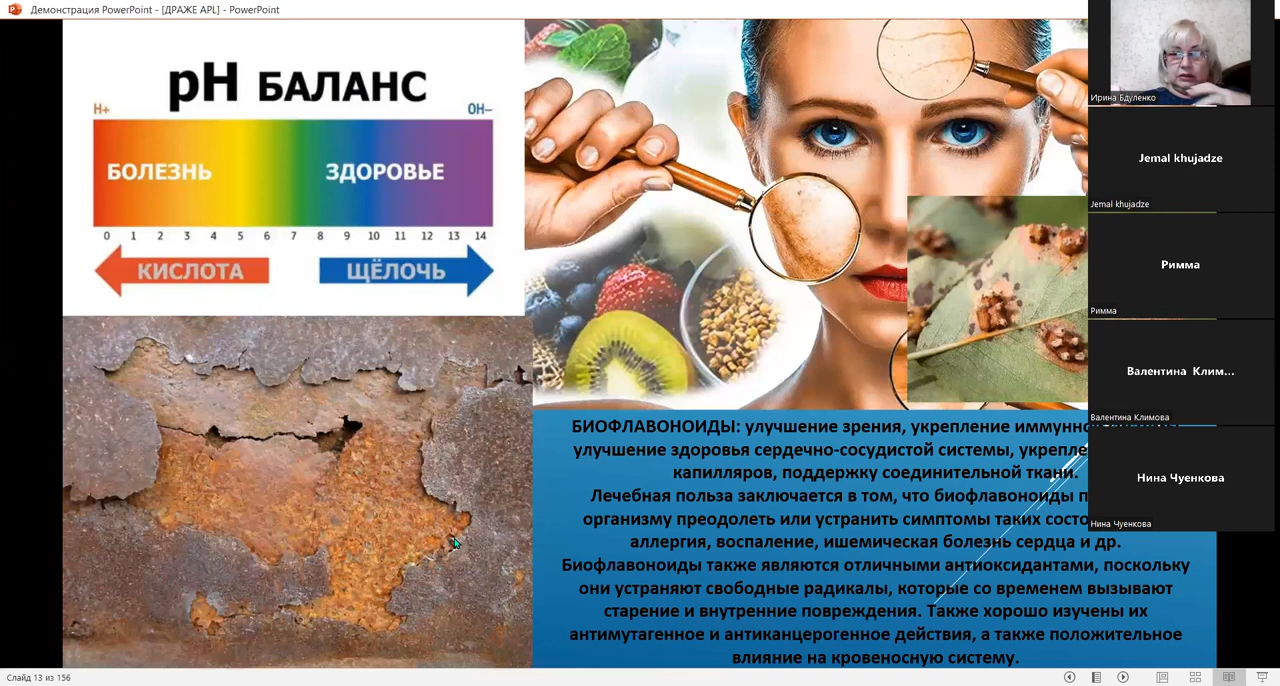 Демонстрация PowerPoint - [ДРАЖЕ APL] - PowerPoint
pH БАЛАНС
H+
OH–
БОЛЕЗНЬ
ЗДОРОВЬЕ
0 1 2 3 4 5 6 7 8 9 10 11 12 13 14
КИСЛОТА
ЩЁЛОЧЬ
БИОФЛАВОНОИДЫ: улучшение зрения, укрепление
улучшение здоровья сердечно-сосудистой системы,
капилляров, поддержку соединительной ткани.
Лечебная польза заключается в том, что биофлавоноиды
организму преодолеть или устранить симптомы таких
аллергия, воспаление, ишемическая болезнь сердца и др.
Биофлавоноиды также являются отличными антиоксидантами, поскольку
они устраняют свободные радикалы, которые со временем вызывают
старение и внутренние повреждения. Также хорошо изучены их
антимутагенное и антиканцерогенное действия, а также положительное
влияние на кровеносную систему.
Ирина Бдуленко
Jemal khujadze
Jemal khujadze
Римма
Римма
Валентина Клим...
Валентина Климова
Нина Чуенкова
Нина Чуенкова
Слайд 13 из 156